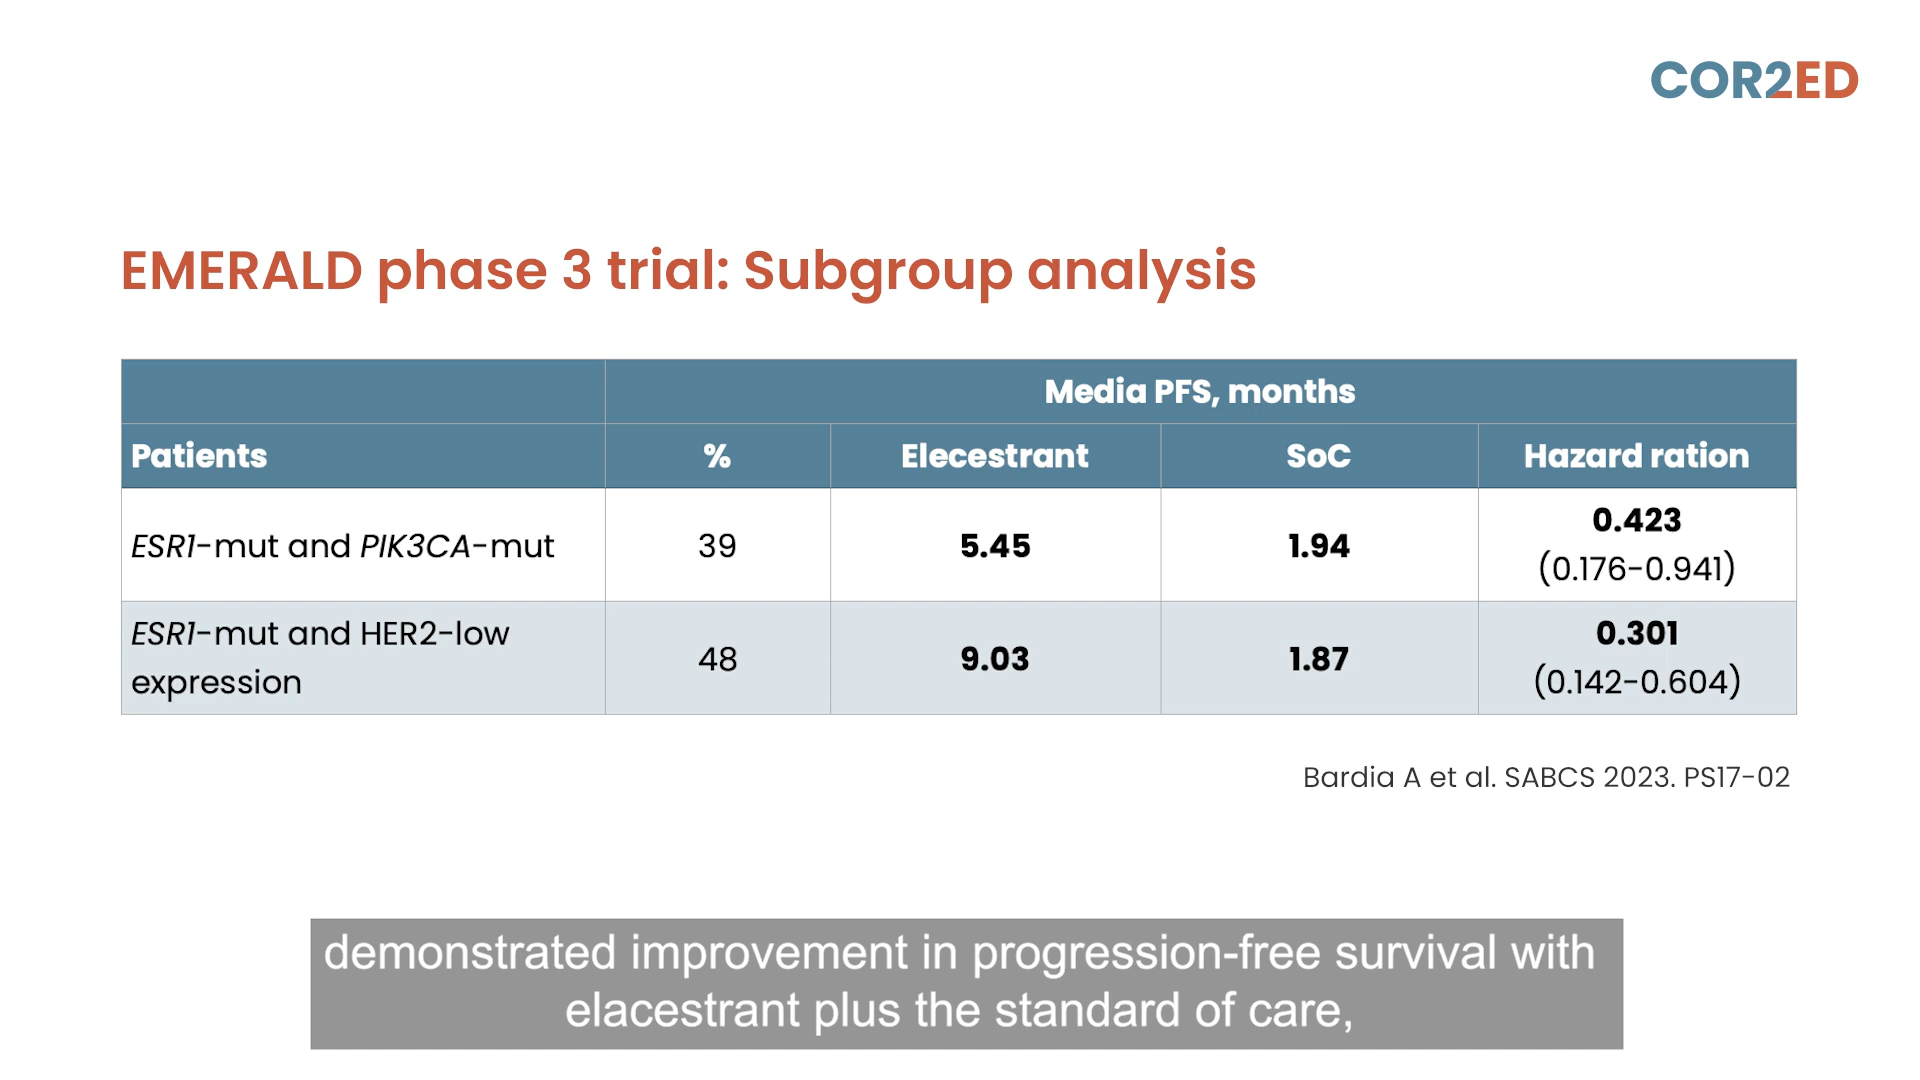 COR2ED
EMERALD phase 3 trial: Subgroup analysis
Media PFS, months
Patients % Elecestrant SoC Hazard ration
ESR1-mut and PIK3CA-mut 39 5.45 1.94 0.423
(0.176-0.941)
ESR1-mut and HER2-low
expression 48 9.03 1.87 0.301
(0.142-0.604)
Bardia A et al. SABCS 2023. PS17-02
demonstrated improvement in progression-free survival with
elacestrant plus the standard of care,